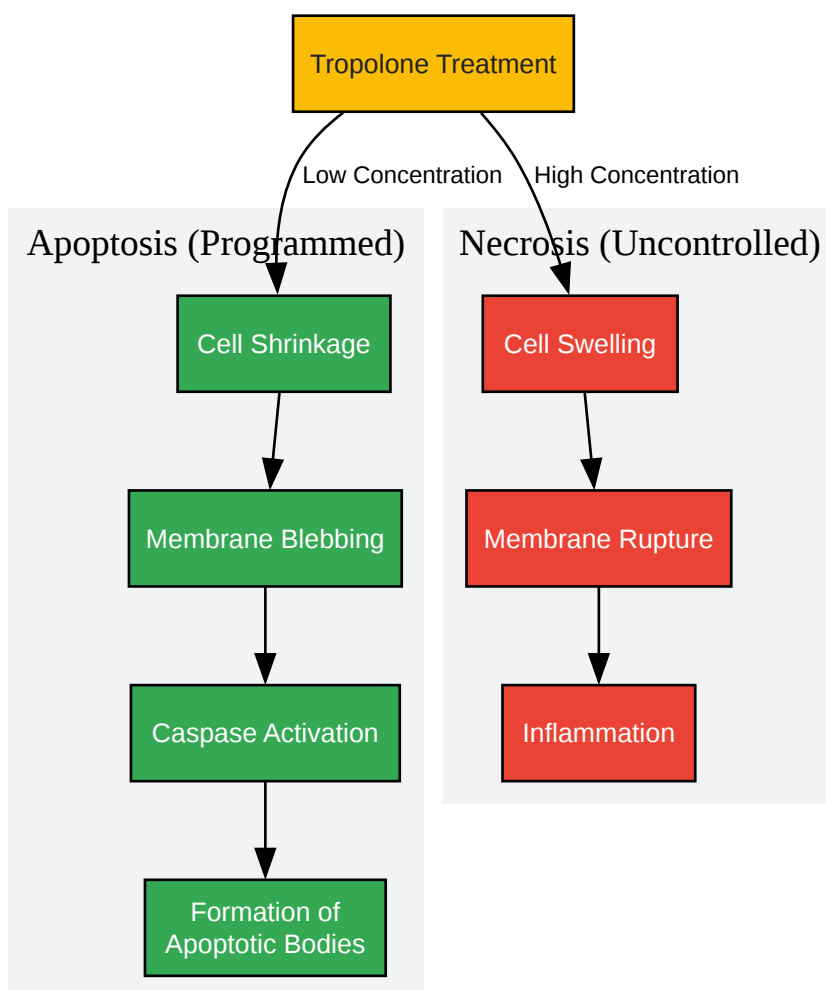 Tropolone Treatment
Low Concentration
High Concentration
Apoptosis (Programmed)
Necrosis (Uncontrolled)
Cell Shrinkage
Cell Swelling
Membrane Blebbing
Membrane Rupture
Caspase Activation
Inflammation
Formation of
Apoptotic Bodies